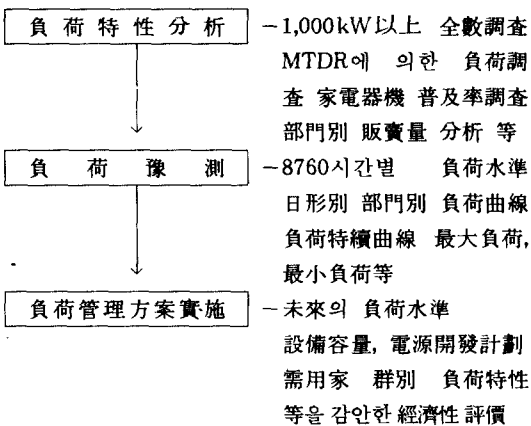 負荷特性分析 －1,000kW以上 全數調査
MTDR에 의한 負荷調
査 家電器機 普及率調査
部門別 販賣量 分析 等
負荷豫測 －8760시간별 負荷水準
日形別 部門別 負荷曲線
負荷特續曲線 最大負荷,
最小負荷等
負荷管理方案實施 －未來의 負荷水準
設備容量, 電源開發計劃
需用家 群別 負荷特性
等을 감안한 經濟性 評價